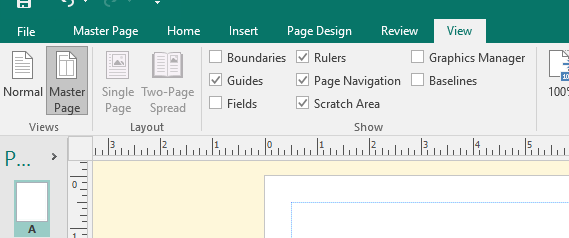 File Master Page Home Insert Page Design Review View
Boundaries Rulers Graphics Manager
Normal Master Page Single Page Two-Page Spread Guides Page Navigation Baselines 100%
Fields Scratch Area
Views Layout Show
P...
3 2 1 0 1 2 3 4 5
0
A
1